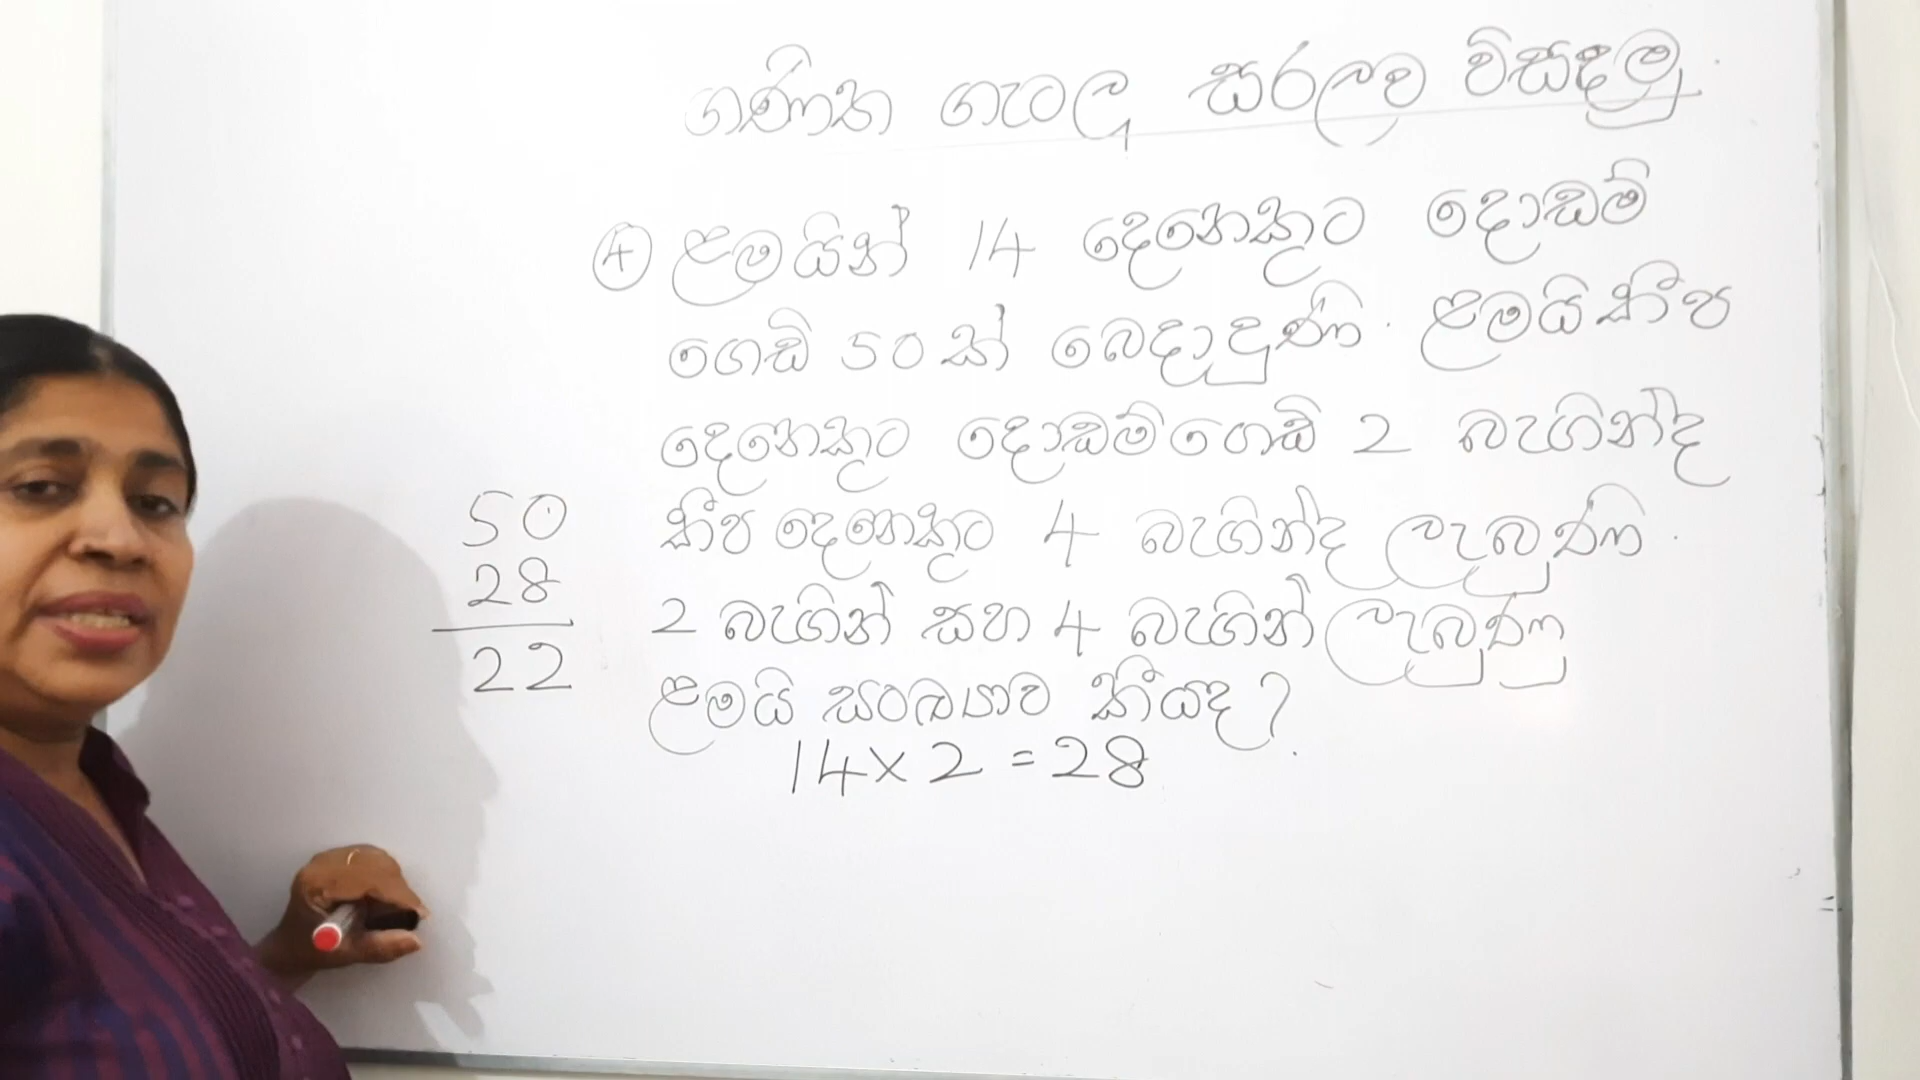 ගණිත ගැටලු සරලව විසඳමු.
④ ළමයින් 14 දෙනෙකුට දොඩම්
ගෙඩි 50ක් බෙදා දුණි. ළමයි කීප
දෙනෙකුට දොඩම් ගෙඩි 2 බැගින්ද
කීප දෙනෙකුට 4 බැගින්ද ලැබුණි.
2 බැගින් සහ 4 බැගින් ලැබුණු
ළමයි සංඛ්‍යාව කීයද?
14 × 2 = 28
50
28
22